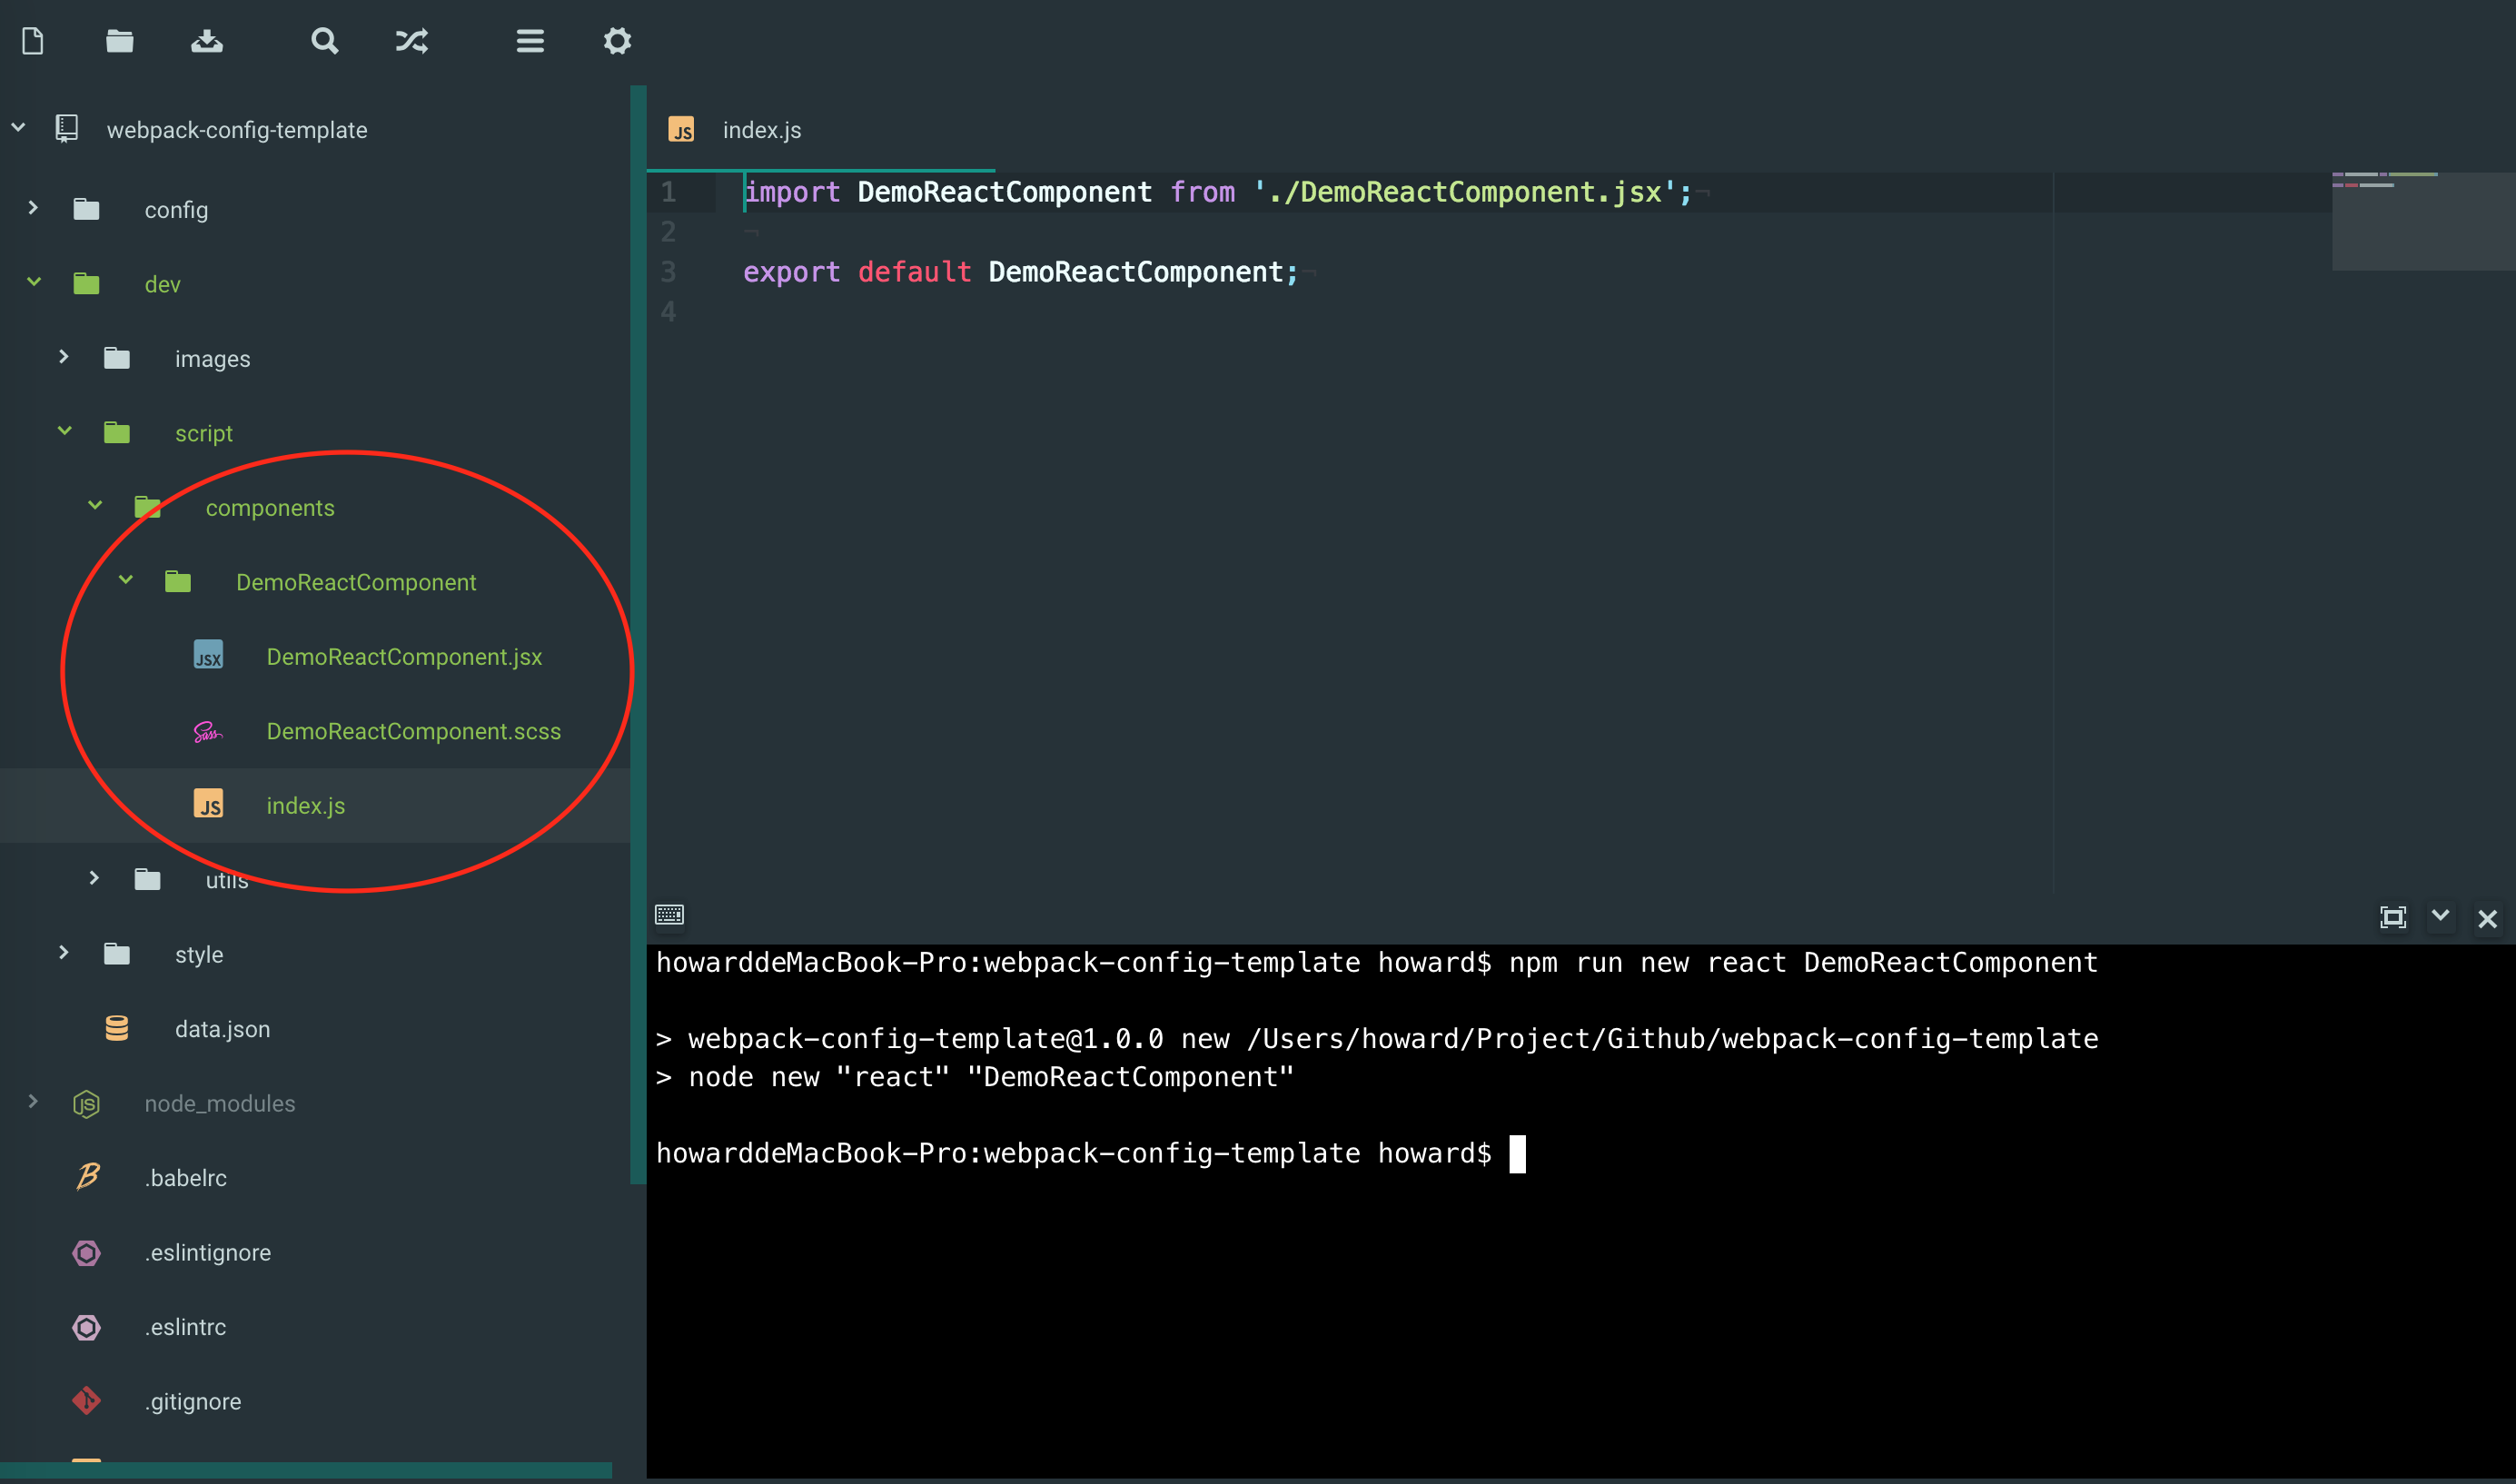 webpack-config-template
config
dev
images
script
components
DemoReactComponent
JSX DemoReactComponent.jsx
Sass DemoReactComponent.scss
JS index.js
utils
style
data.json
JS node_modules
B .babelrc
.eslintignore
.eslintrc
.gitignore
JS index.js
1 import DemoReactComponent from './DemoReactComponent.jsx';¬
2 ¬
3 export default DemoReactComponent;¬
4
howarddeMacBook-Pro:webpack-config-template howard$ npm run new react DemoReactComponent
> webpack-config-template@1.0.0 new /Users/howard/Project/Github/webpack-config-template
> node new "react" "DemoReactComponent"
howarddeMacBook-Pro:webpack-config-template howard$